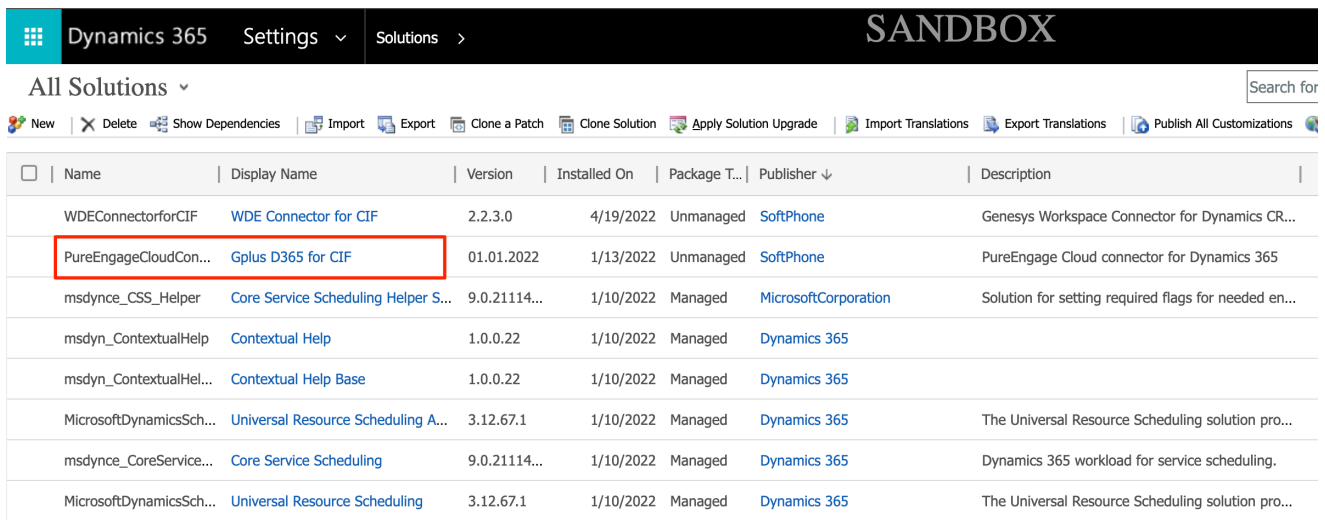 Dynamics 365 Settings Solutions SANDBOX
All Solutions
Search for
New Delete Show Dependencies Import Export Clone a Patch Clone Solution Apply Solution Upgrade Import Translations Export Translations Publish All Customizations
Name Display Name Version Installed On Package T... Publisher Description
WDEConnectorforCIF WDE Connector for CIF 2.2.3.0 4/19/2022 Unmanaged SoftPhone Genesys Workspace Connector for Dynamics CR...
PureEngageCloudCon... Gplus D365 for CIF 01.01.2022 1/13/2022 Unmanaged SoftPhone PureEngage Cloud connector for Dynamics 365
msdynce_CSS_Helper Core Service Scheduling Helper S... 9.0.21114... 1/10/2022 Managed MicrosoftCorporation Solution for setting required flags for needed en...
msdyn_ContextualHelp Contextual Help 1.0.0.22 1/10/2022 Managed Dynamics 365
msdyn_ContextualHel... Contextual Help Base 1.0.0.22 1/10/2022 Managed Dynamics 365
MicrosoftDynamicsSch... Universal Resource Scheduling A... 3.12.67.1 1/10/2022 Managed Dynamics 365 The Universal Resource Scheduling solution pro...
msdynce_CoreService... Core Service Scheduling 9.0.21114... 1/10/2022 Managed Dynamics 365 Dynamics 365 workload for service scheduling.
MicrosoftDynamicsSch... Universal Resource Scheduling 3.12.67.1 1/10/2022 Managed Dynamics 365 The Universal Resource Scheduling solution pro...